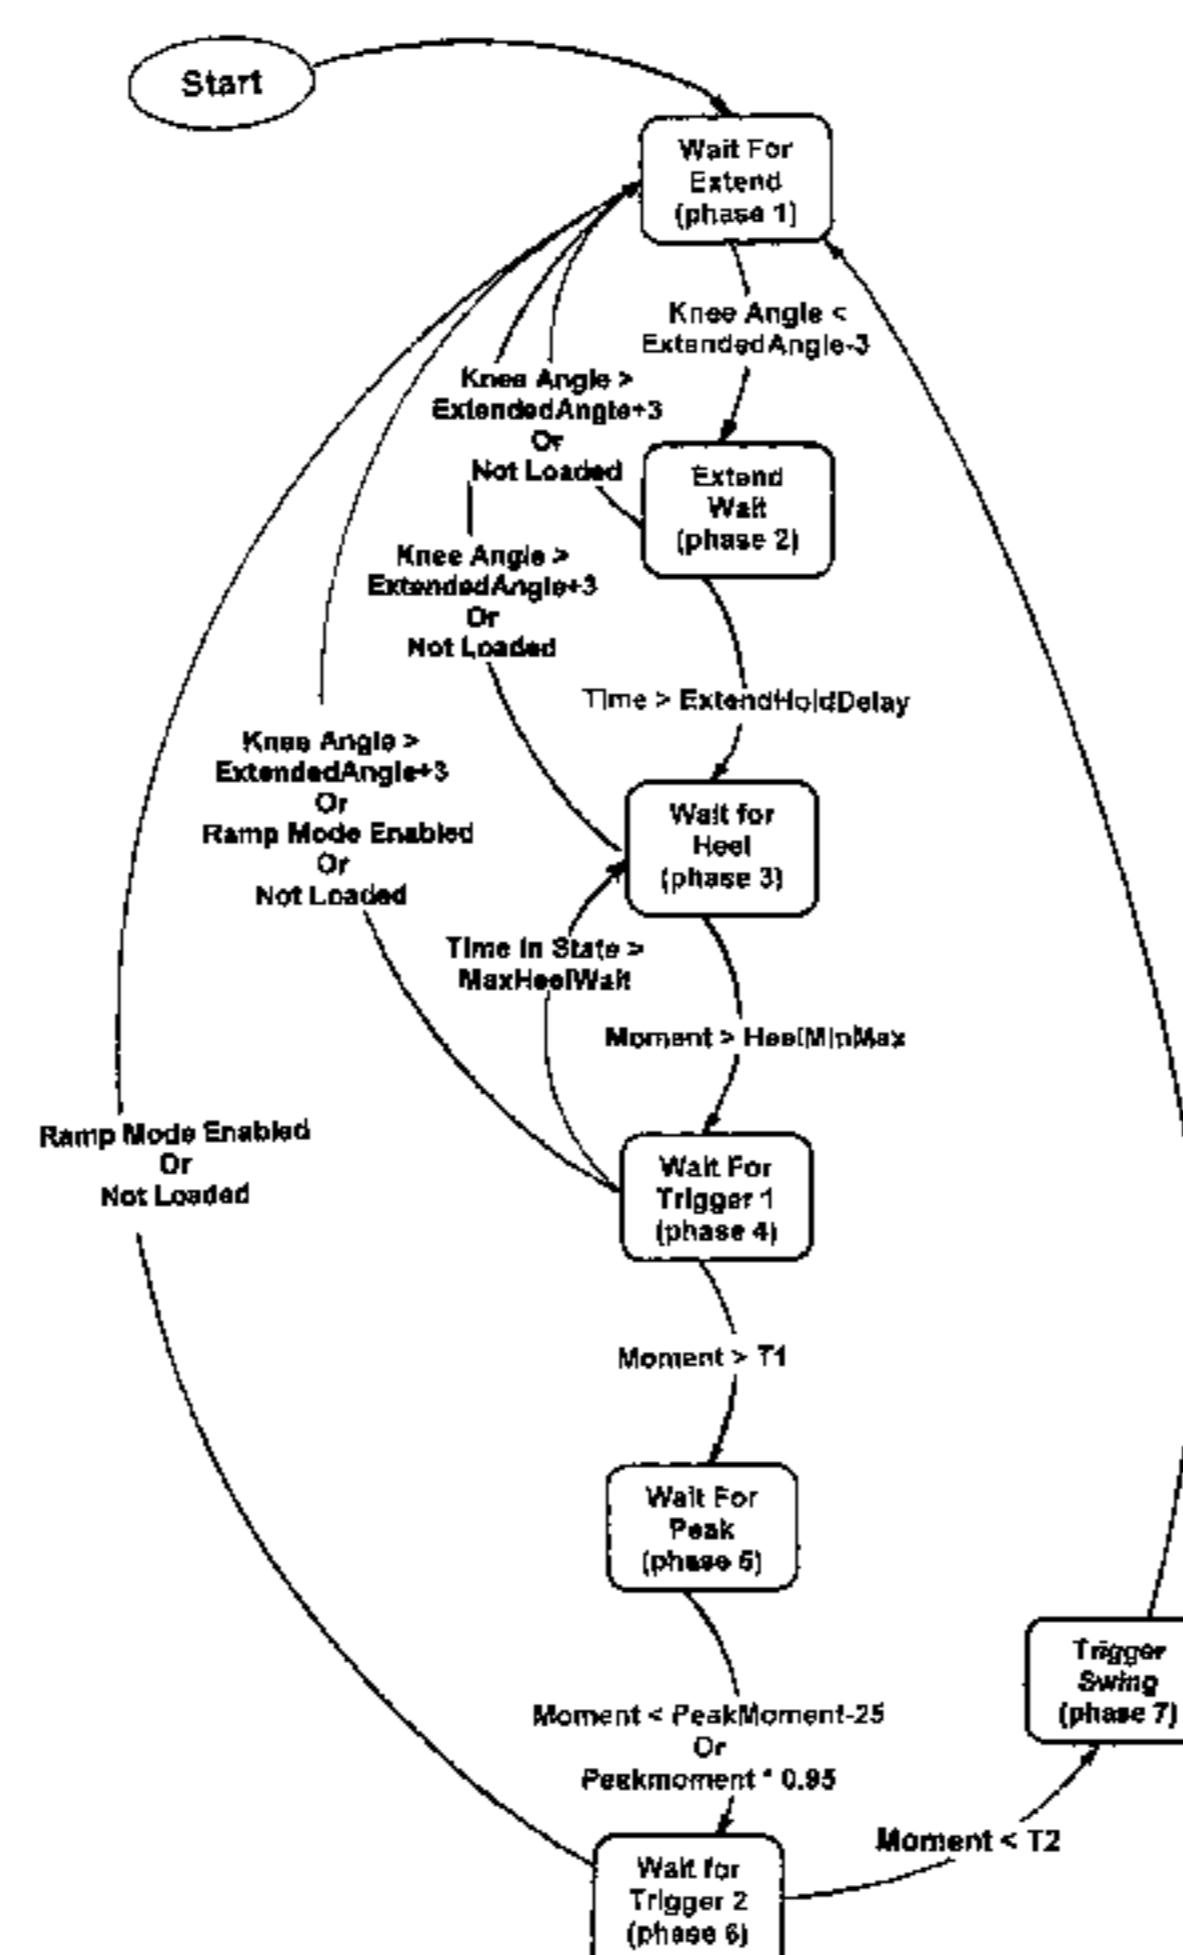 Start
Wait For
Extend
(phase 1)
Knee Angle <
ExtendedAngle-3
Knee Angle >
ExtendedAngle+3
Or
Not Loaded
Extend
Wait
(phase 2)
Knee Angle >
ExtendedAngle+3
Or
Not Loaded
Time > ExtendHoldDelay
Knee Angle >
ExtendedAngle+3
Or
Ramp Mode Enabled
Or
Not Loaded
Wait for
Heel
(phase 3)
Time in State >
MaxHeelWait
Moment > HeelMinMax
Ramp Mode Enabled
Or
Not Loaded
Wait For
Trigger 1
(phase 4)
Moment > T1
Wait For
Peak
(phase 5)
Trigger
Swing
(phase 7)
Moment < PeakMoment-25
Or
Peakmoment * 0.95
Moment < T2
Wait for
Trigger 2
(phase 6)